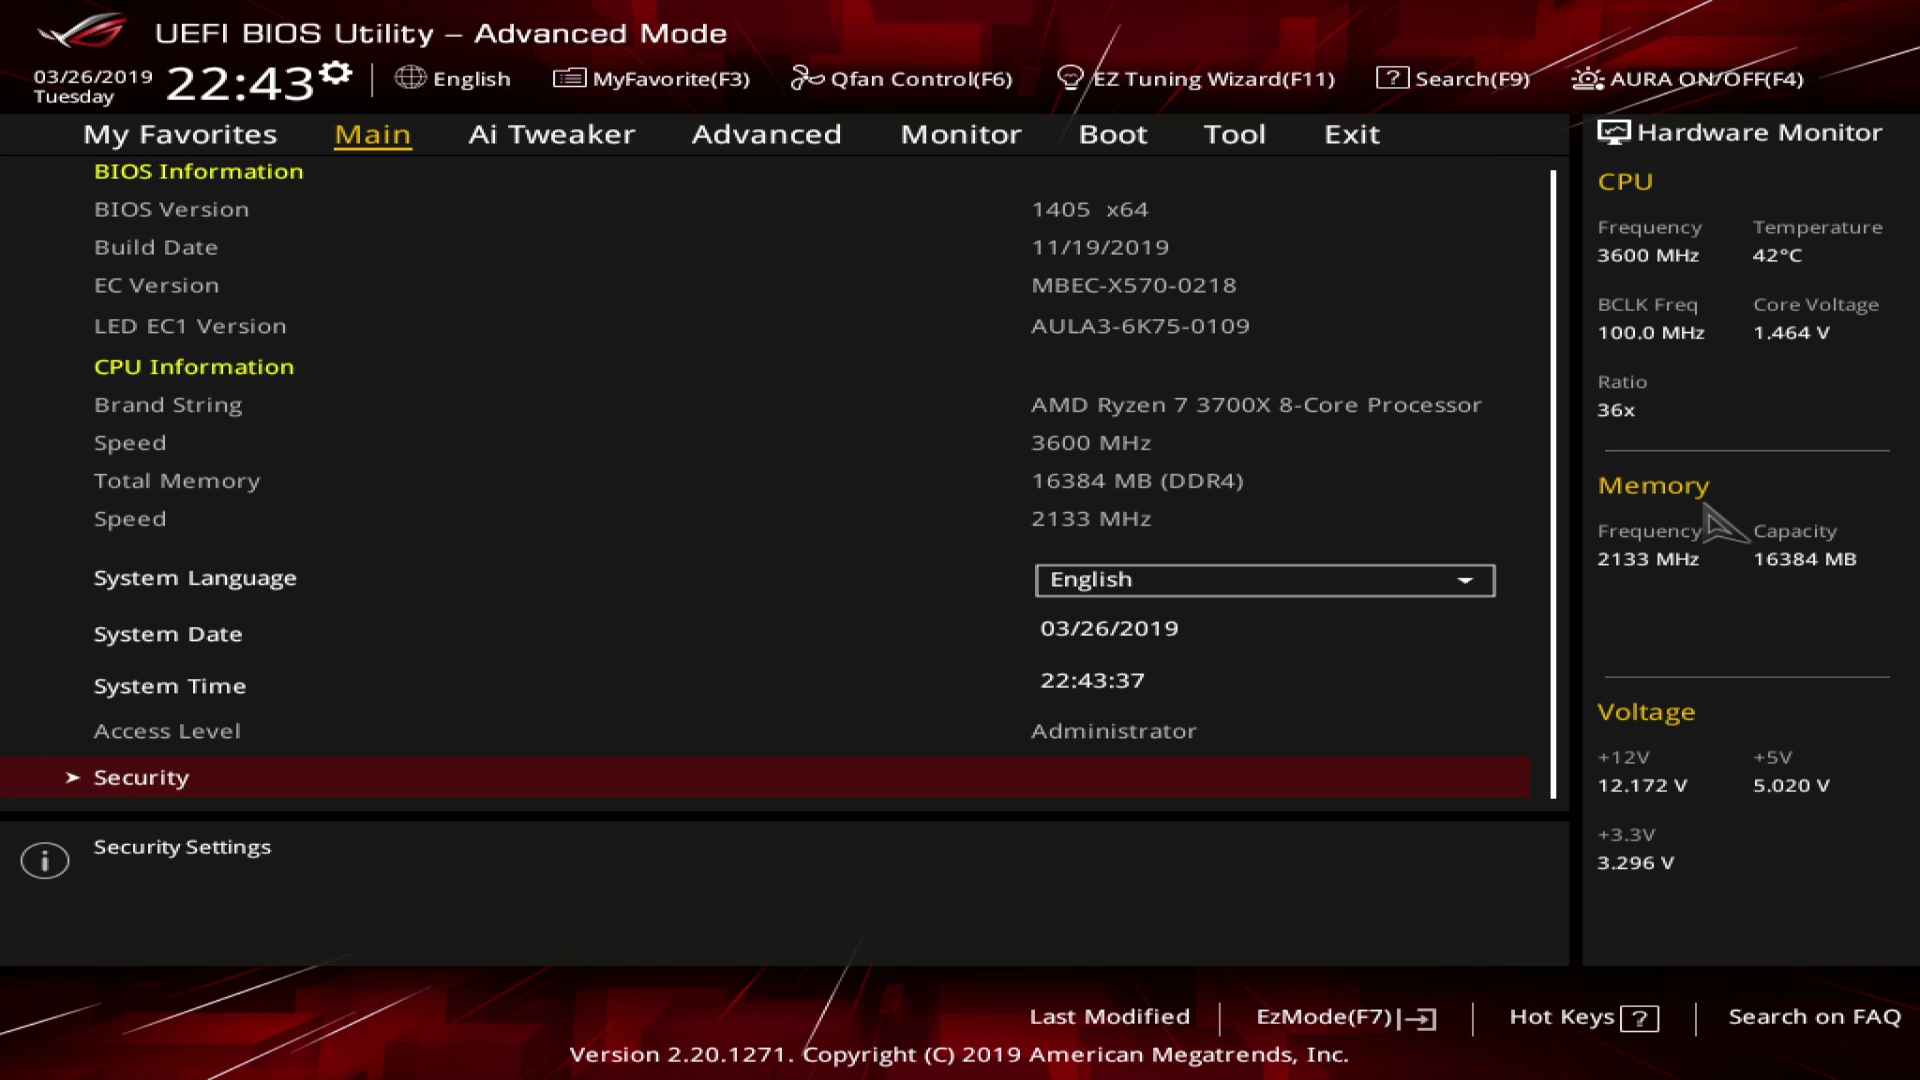 UEFI BIOS Utility – Advanced Mode
03/26/2019
Tuesday
22:43
English
MyFavorite(F3)
Qfan Control(F6)
EZ Tuning Wizard(F11)
? Search(F9)
AURA ON/OFF(F4)
My Favorites Main Ai Tweaker Advanced Monitor Boot Tool Exit
BIOS Information
BIOS Version 1405 x64
Build Date 11/19/2019
EC Version MBEC-X570-0218
LED EC1 Version AULA3-6K75-0109
CPU Information
Brand String AMD Ryzen 7 3700X 8-Core Processor
Speed 3600 MHz
Total Memory 16384 MB (DDR4)
Speed 2133 MHz
System Language English
System Date 03/26/2019
System Time 22:43:37
Access Level Administrator
Security
i Security Settings
Hardware Monitor
CPU
Frequency Temperature
3600 MHz 42°C
BCLK Freq Core Voltage
100.0 MHz 1.464 V
Ratio
36x
Memory
Frequency Capacity
2133 MHz 16384 MB
Voltage
+12V +5V
12.172 V 5.020 V
+3.3V
3.296 V
Last Modified EzMode(F7) Hot Keys ? Search on FAQ
Version 2.20.1271. Copyright (C) 2019 American Megatrends, Inc.